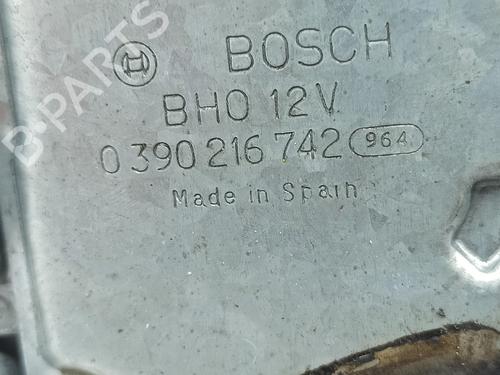 B-PARTS
BOSCH
BHO 12V
0 390 216 742 964
Made in Spain